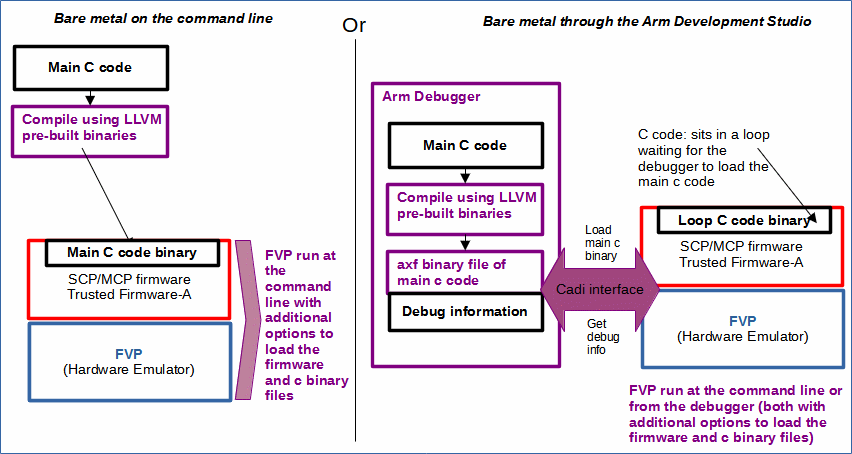 Bare metal on the command line
Main C code
Compile using LLVM
pre-built binaries
Main C code binary
SCP/MCP firmware
Trusted Firmware-A
FVP
(Hardware Emulator)
FVP run at
the
command
line with
additional
options to
load the
firmware
and c binary
files
Or
Bare metal through the Arm Development Studio
Arm Debugger
Main C code
Compile using LLVM
pre-built binaries
axf binary file of
main c code
Debug information
Load
main c
binary
Cadi interface
Get
debug
info
C code: sits in a loop
waiting for the
debugger to load the
main c code
Loop C code binary
SCP/MCP firmware
Trusted Firmware-A
FVP
(Hardware Emulator)
FVP run at the command line or
from the debugger (both with
additional options to load the
firmware and c binary files)